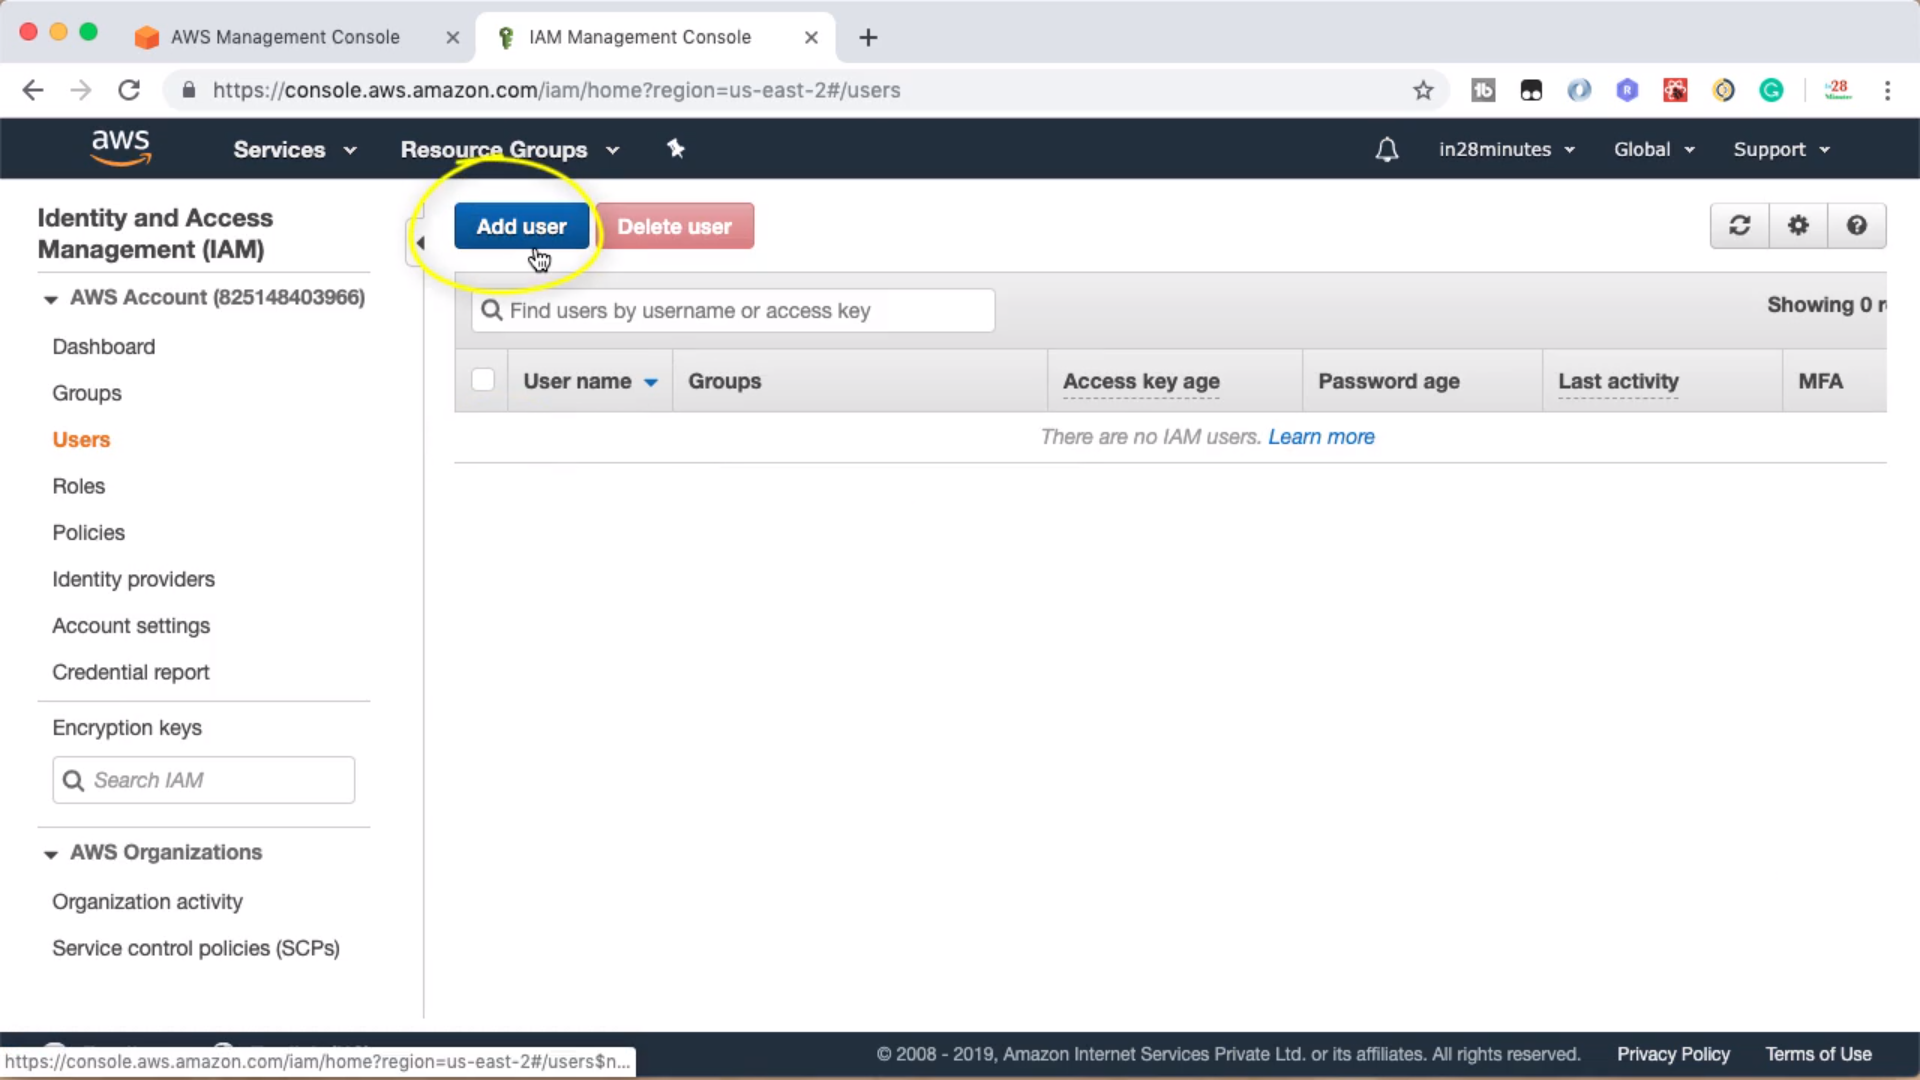 AWS Management Console
IAM Management Console
https://console.aws.amazon.com/iam/home?region=us-east-2#/users
28
Minutes
aws
Services
Resource Groups
in28minutes
Global
Support
Identity and Access
Management (IAM)
AWS Account (825148403966)
Dashboard
Groups
Users
Roles
Policies
Identity providers
Account settings
Credential report
Encryption keys
Search IAM
AWS Organizations
Organization activity
Service control policies (SCPs)
Add user
Delete user
Find users by username or access key
Showing 0 r
User name
Groups
Access key age
Password age
Last activity
MFA
There are no IAM users. Learn more
https://console.aws.amazon.com/iam/home?region=us-east-2#/users$n...
© 2008 - 2019, Amazon Internet Services Private Ltd. or its affiliates. All rights reserved.
Privacy Policy
Terms of Use